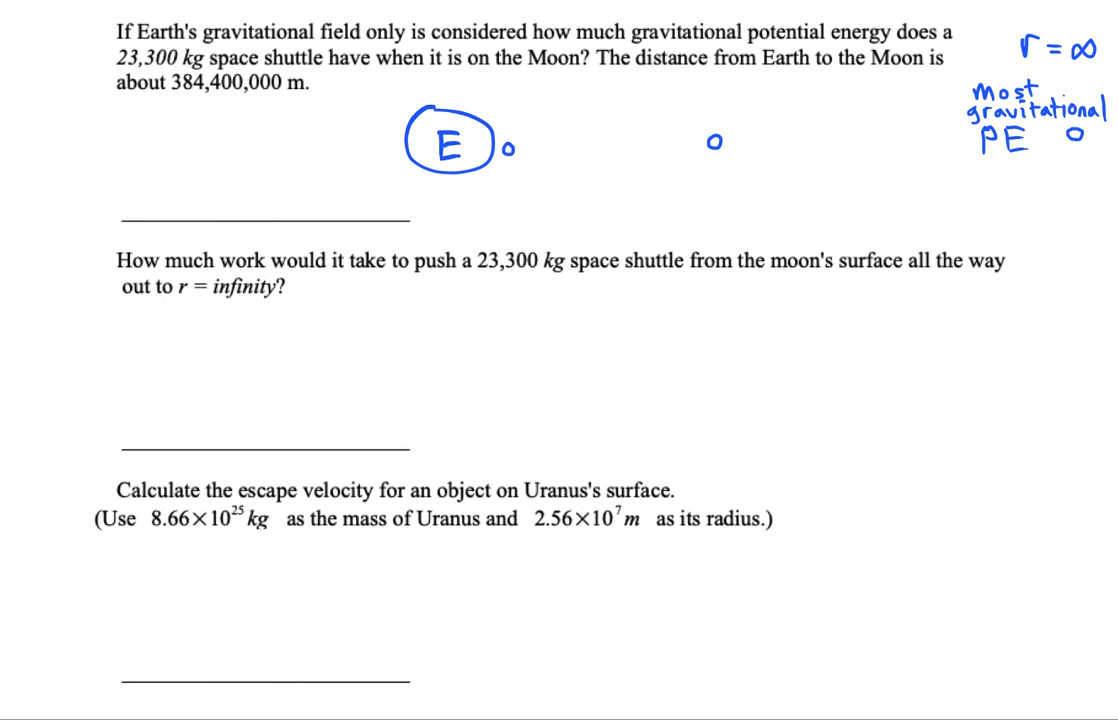 If Earth's gravitational field only is considered how much gravitational potential energy does a
23,300 kg space shuttle have when it is on the Moon? The distance from Earth to the Moon is
about 384,400,000 m.
r = ∞
most
gravitational
PE
E
How much work would it take to push a 23,300 kg space shuttle from the moon's surface all the way
out to r = infinity?
Calculate the escape velocity for an object on Uranus's surface.
(Use 8.66×10²⁵ kg as the mass of Uranus and 2.56×10⁷ m as its radius.)